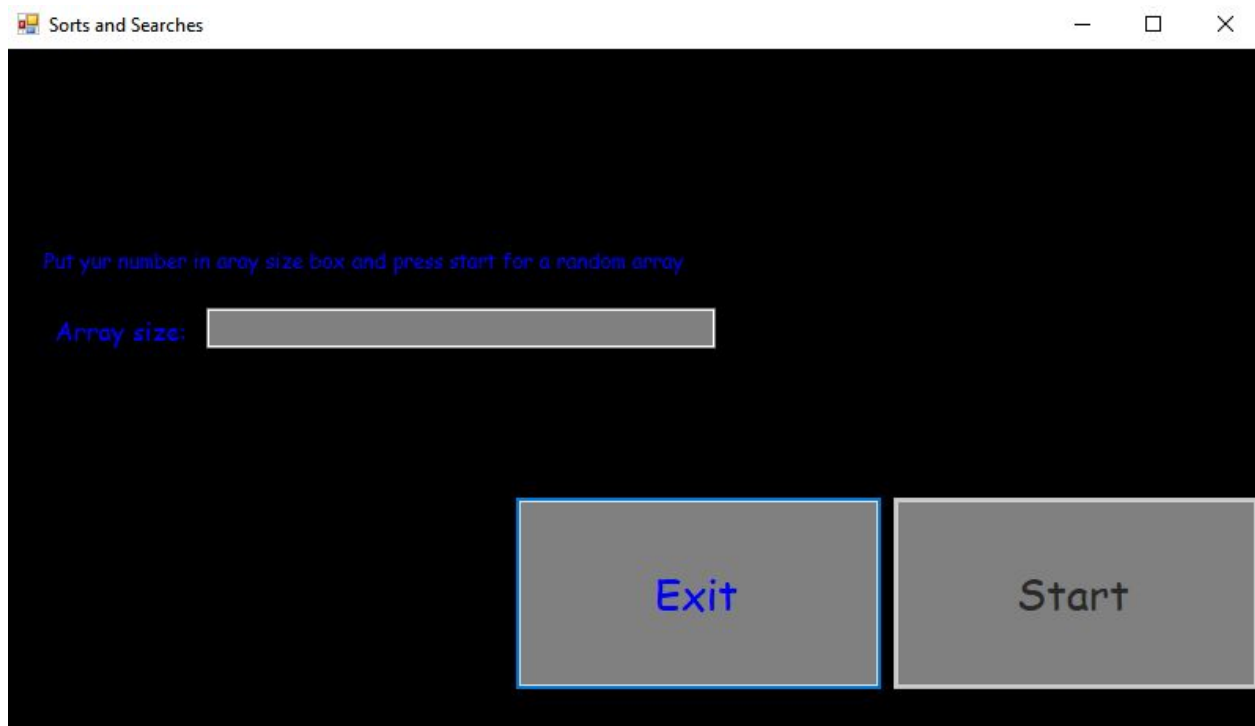 Sorts and Searches
Put yur number in aray size box and press start for a random array
Array size:
Exit
Start